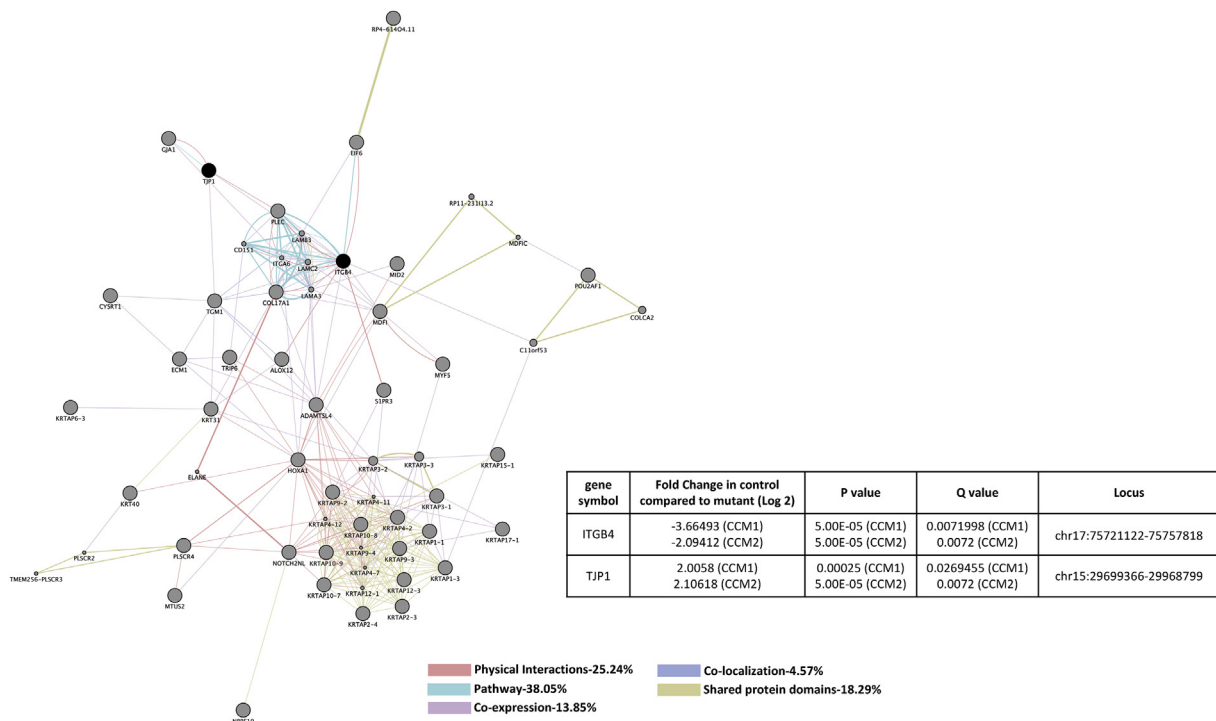 RP4-614O4.11
GJA1
EIF6
TJP1
RP11-231I13.2
PLEC
LAMB3
MDFIC
CD151
ITGA6
LAMC2
ITGB4
MID2
POU2AF1
LAMA3
COL17A1
CYSRT1
TGM1
MDFI
COLCA2
C11orf53
ECM1
TRIP6
ALOX12
MYF5
S1PR3
KRTAP6-3
KRT31
ADAMTSL4
ELANE
HOXA1
KRTAP3-2
KRTAP3-3
KRTAP15-1
KRT40
KRTAP9-2
KRTAP4-11
KRTAP3-1
KRTAP4-12
KRTAP10-8
KRTAP4-2
KRTAP1-1
KRTAP17-1
PLSCR2
PLSCR4
NOTCH2NL
KRTAP10-9
KRTAP9-4
KRTAP9-3
TMEM256-PLSCR3
KRTAP4-7
KRTAP1-3
MTUS2
KRTAP10-7
KRTAP12-1
KRTAP12-3
KRTAP2-4
KRTAP2-3
gene symbol	Fold Change in control compared to mutant (Log 2)	P value	Q value	Locus
ITGB4	-3.66493 (CCM1)	5.00E-05 (CCM1)	0.0071998 (CCM1)	chr17:75721122-75757818
-2.09412 (CCM2)	5.00E-05 (CCM2)	0.0072 (CCM2)
TJP1	2.0058 (CCM1)	0.00025 (CCM1)	0.0269455 (CCM1)	chr15:29699366-29968799
2.10618 (CCM2)	5.00E-05 (CCM2)	0.0072 (CCM2)
Physical Interactions-25.24%	Co-localization-4.57%
Pathway-38.05%	Shared protein domains-18.29%
Co-expression-13.85%